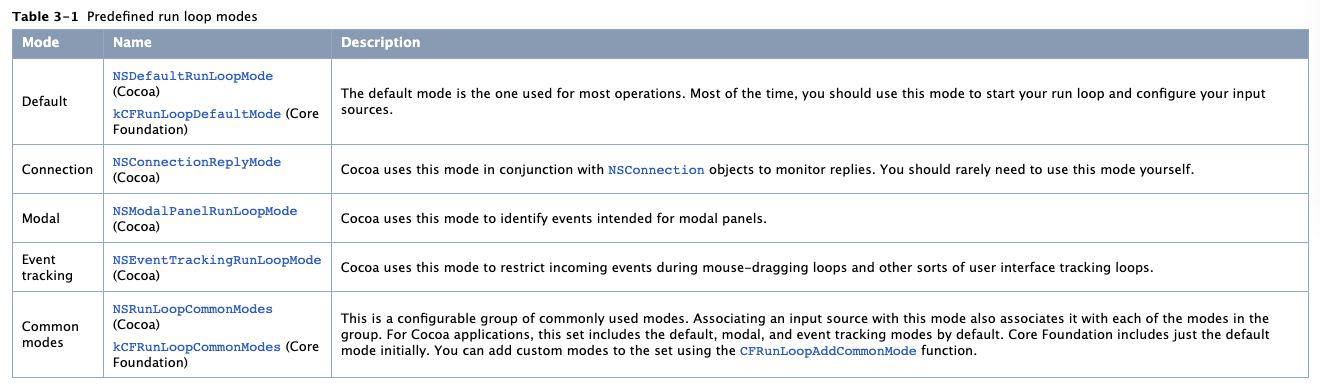 Table 3-1 Predefined run loop modes
Mode Name Description
Default
NSDefaultRunLoopMode
(Cocoa)
kCFRunLoopDefaultMode (Core
Foundation)
The default mode is the one used for most operations. Most of the time, you should use this mode to start your run loop and configure your input
sources.
Connection
NSConnectionReplyMode
(Cocoa)
Cocoa uses this mode in conjunction with NSConnection objects to monitor replies. You should rarely need to use this mode yourself.
Modal
NSModalPanelRunLoopMode
(Cocoa)
Cocoa uses this mode to identify events intended for modal panels.
Event
tracking
NSEventTrackingRunLoopMode
(Cocoa)
Cocoa uses this mode to restrict incoming events during mouse-dragging loops and other sorts of user interface tracking loops.
Common
modes
NSRunLoopCommonModes
(Cocoa)
kCFRunLoopCommonModes (Core
Foundation)
This is a configurable group of commonly used modes. Associating an input source with this mode also associates it with each of the modes in the
group. For Cocoa applications, this set includes the default, modal, and event tracking modes by default. Core Foundation includes just the default
mode initially. You can add custom modes to the set using the CFRunLoopAddCommonMode function.